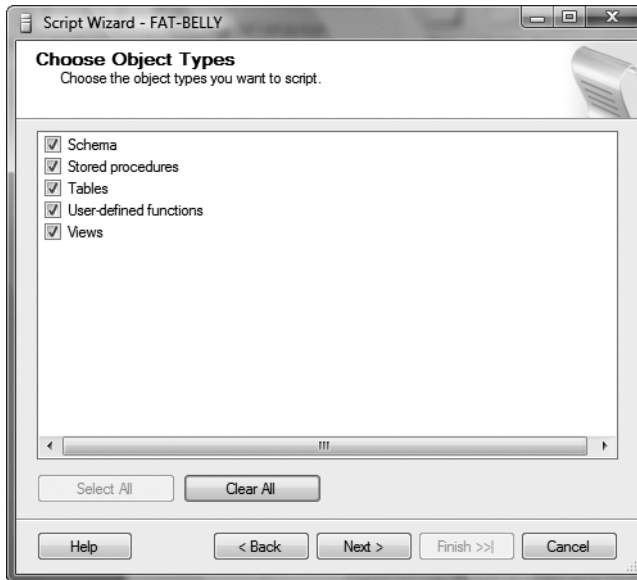 Script Wizard - FAT-BELLY
Choose Object Types
Choose the object types you want to script.
Schema
Stored procedures
Tables
User-defined functions
Views
Select All
Clear All
Help
< Back
Next >
Finish >>|
Cancel